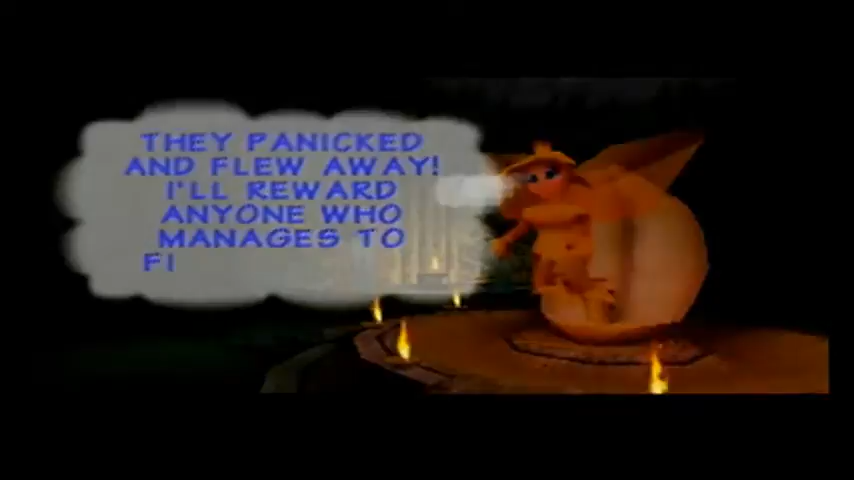 THEY PANICKED
AND FLEW AWAY!
I'LL REWARD
ANYONE WHO
MANAGES TO
FI